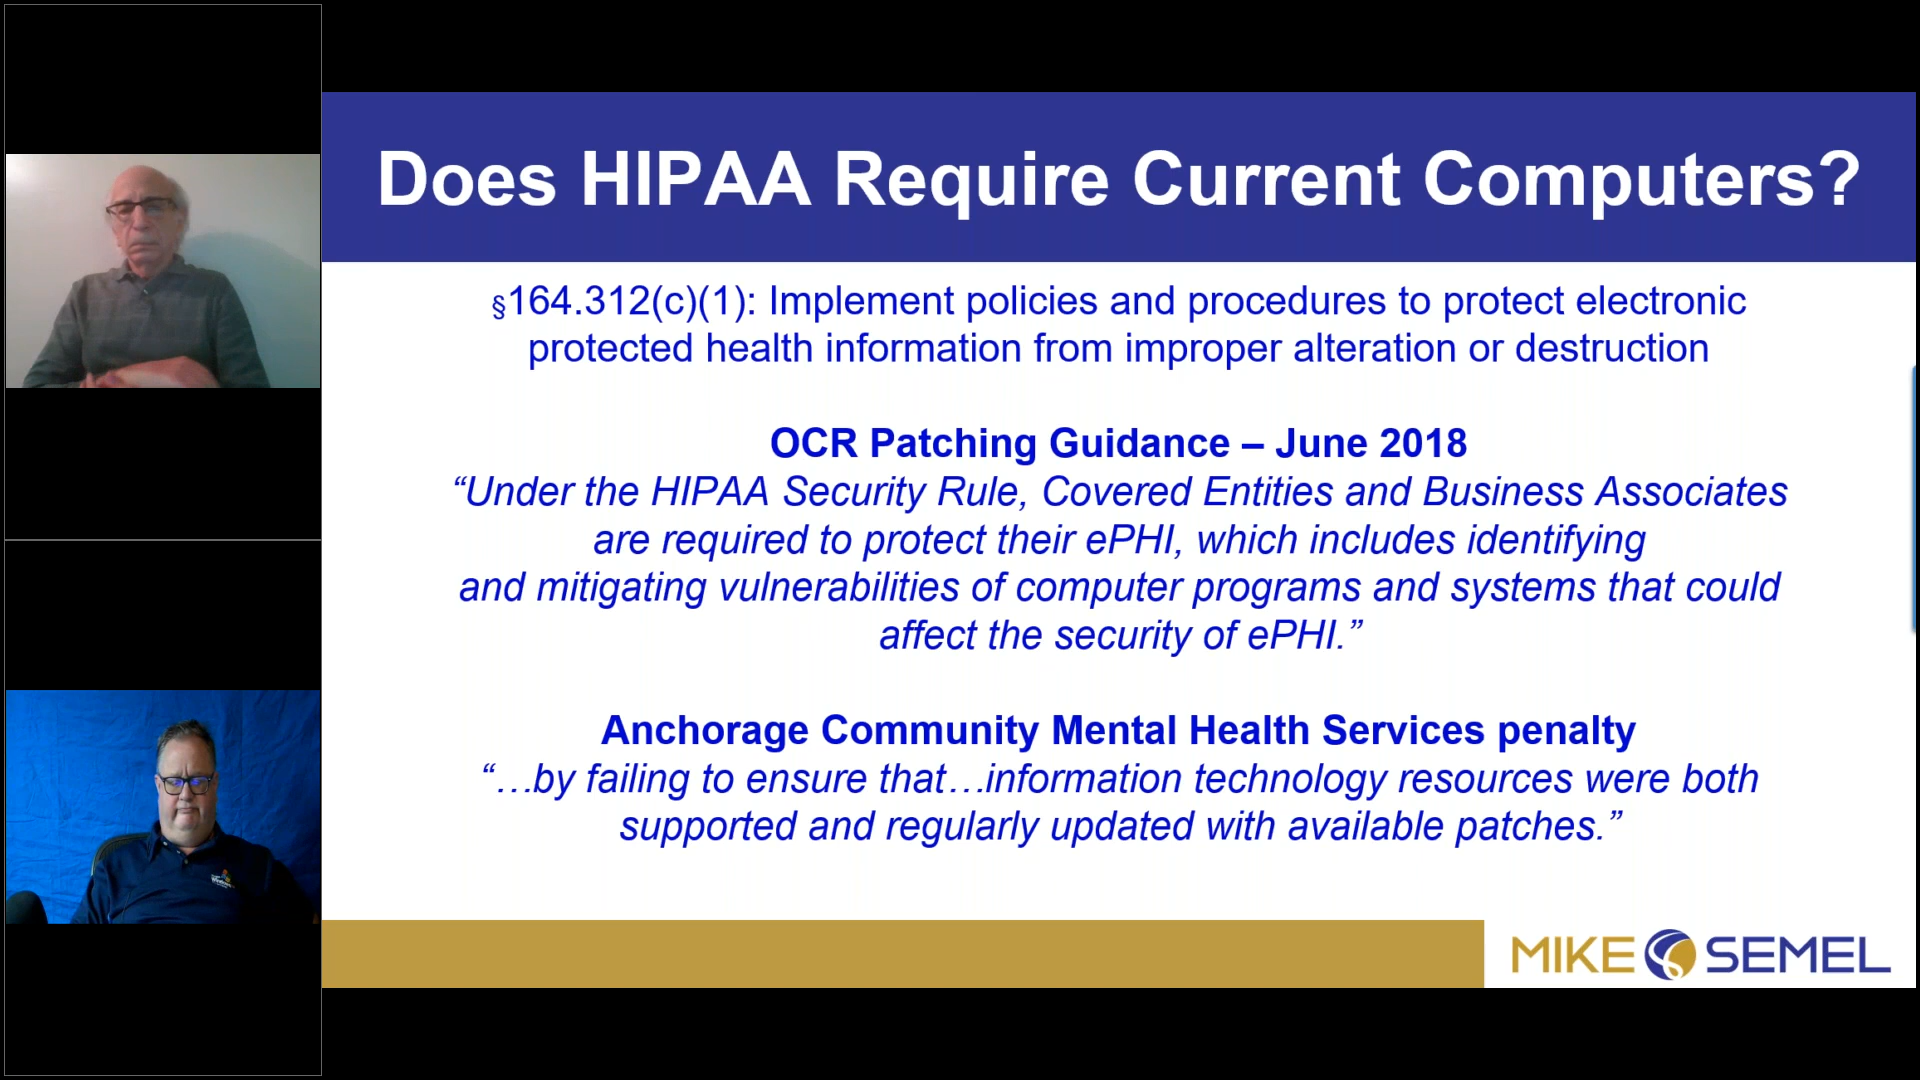 Does HIPAA Require Current Computers?
§164.312(c)(1): Implement policies and procedures to protect electronic
protected health information from improper alteration or destruction
OCR Patching Guidance – June 2018
“Under the HIPAA Security Rule, Covered Entities and Business Associates
are required to protect their ePHI, which includes identifying
and mitigating vulnerabilities of computer programs and systems that could
affect the security of ePHI.”
Anchorage Community Mental Health Services penalty
“…by failing to ensure that…information technology resources were both
supported and regularly updated with available patches.”
MIKE SEMEL